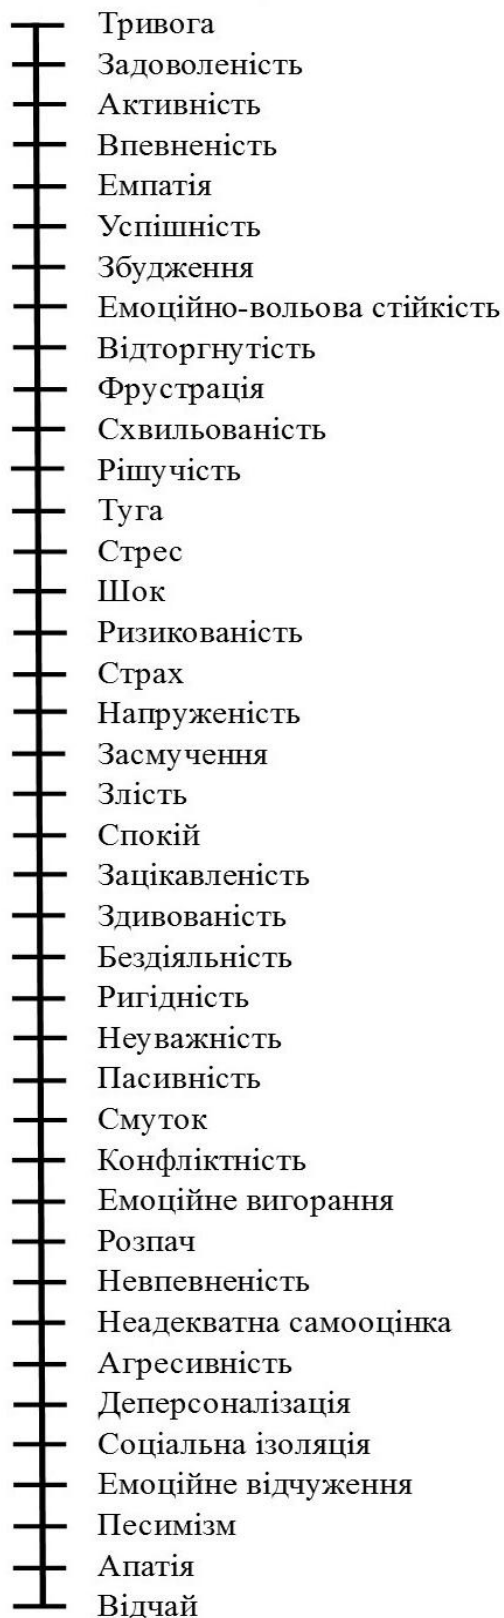 Тривога
Задоволеність
Активність
Впевненість
Емпатія
Успішність
Збудження
Емоційно-вольова стійкість
Відторгнутість
Фрустрація
Схвильованість
Рішучість
Туга
Стрес
Шок
Ризикованість
Страх
Напруженість
Засмучення
Злість
Спокій
Зацікавленість
Здивованість
Бездіяльність
Ригідність
Неуважність
Пасивність
Смуток
Конфліктність
Емоційне вигорання
Розпач
Невпевненість
Неадекватна самооцінка
Агресивність
Деперсоналізація
Соціальна ізоляція
Емоційне відчуження
Песимізм
Апатія
Відчай